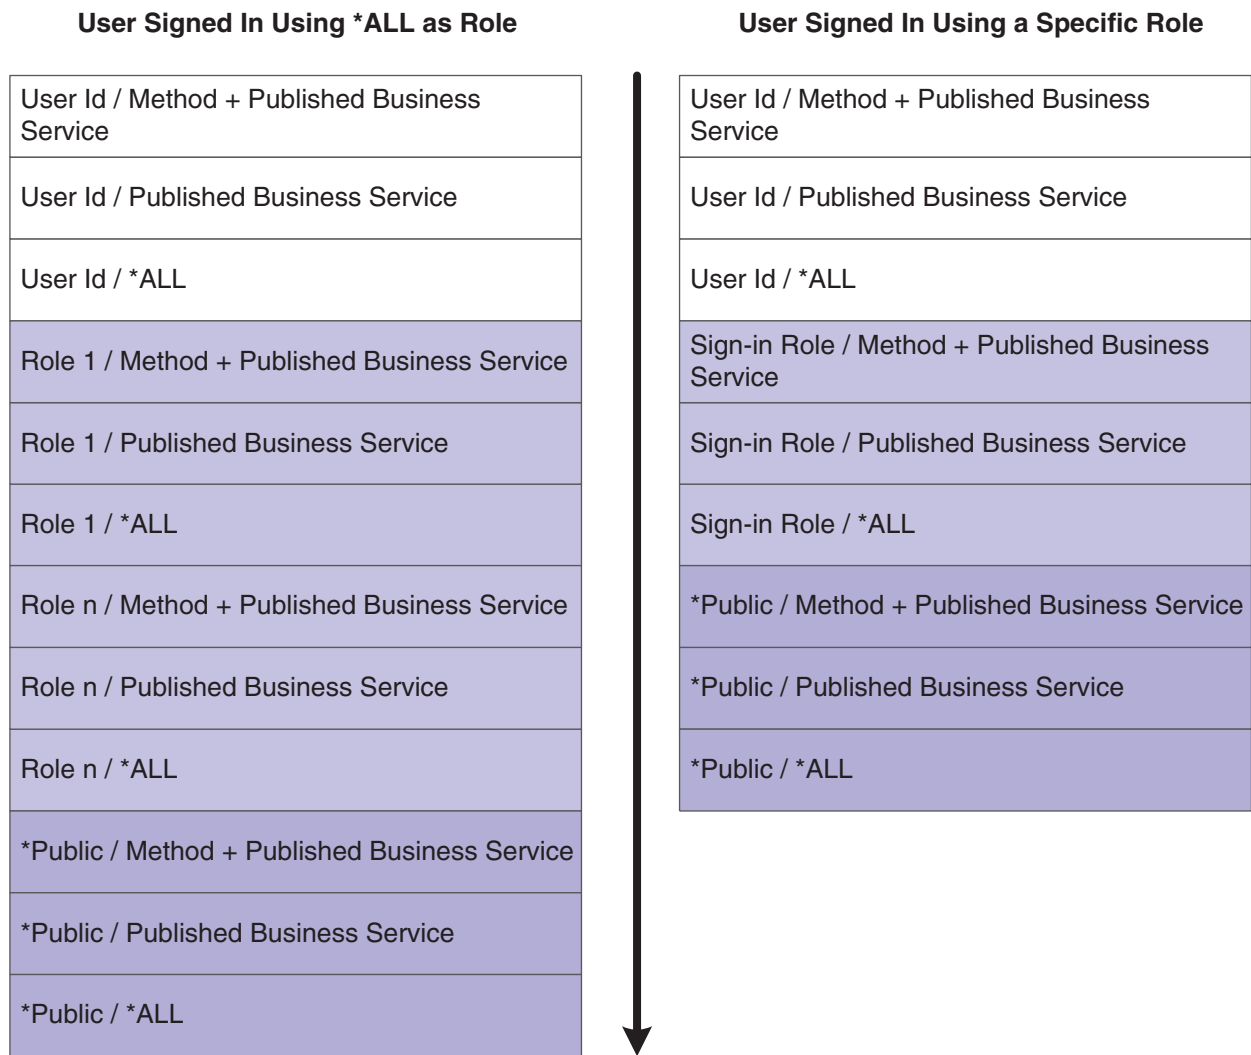 User Signed In Using *ALL as Role
User Id / Method + Published Business
Service
User Id / Published Business Service
User Id / *ALL
Role 1 / Method + Published Business Service
Role 1 / Published Business Service
Role 1 / *ALL
Role n / Method + Published Business Service
Role n / Published Business Service
Role n / *ALL
*Public / Method + Published Business Service
*Public / Published Business Service
*Public / *ALL
User Signed In Using a Specific Role
User Id / Method + Published Business
Service
User Id / Published Business Service
User Id / *ALL
Sign-in Role / Method + Published Business
Service
Sign-in Role / Published Business Service
Sign-in Role / *ALL
*Public / Method + Published Business Service
*Public / Published Business Service
*Public / *ALL